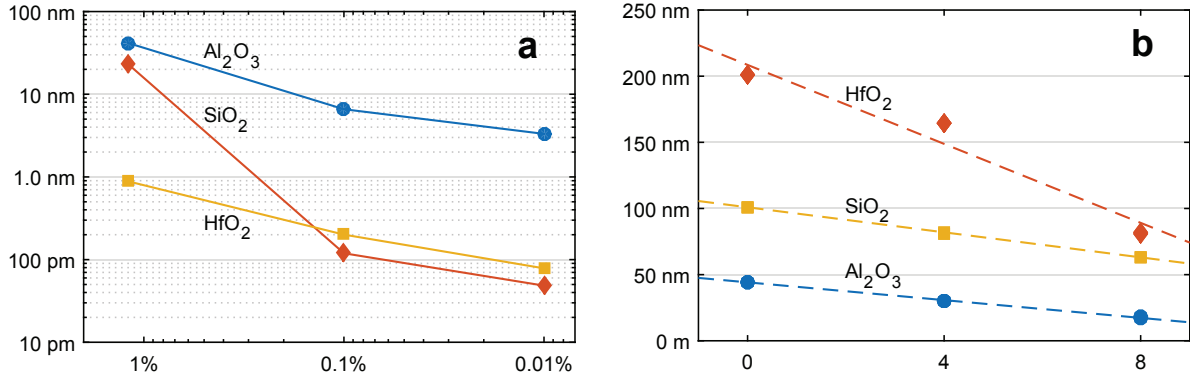 100 nm
10 nm
1.0 nm
100 pm
10 pm
1%
0.1%
0.01%
Al₂O₃
SiO₂
HfO₂
a
250 nm
200 nm
150 nm
100 nm
50 nm
0 m
0
4
8
HfO₂
SiO₂
Al₂O₃
b